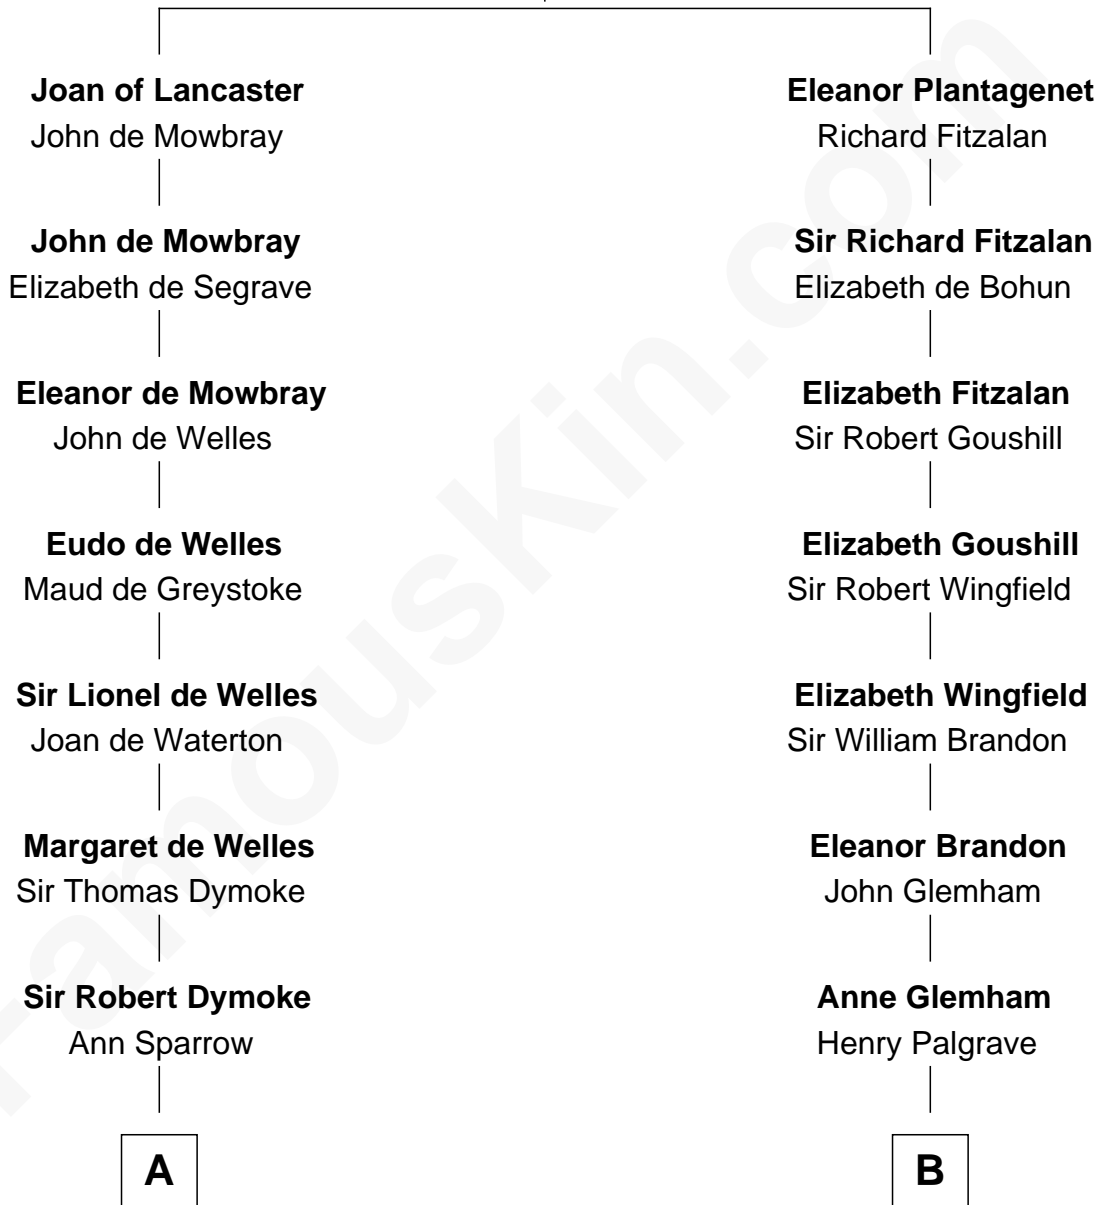 Joan of Lancaster
John de Mowbray
John de Mowbray
Elizabeth de Segrave
Eleanor de Mowbray
John de Welles
Eudo de Welles
Maud de Greystoke
Sir Lionel de Welles
Joan de Waterton
Margaret de Welles
Sir Thomas Dymoke
Sir Robert Dymoke
Ann Sparrow
A
Eleanor Plantagenet
Richard Fitzalan
Sir Richard Fitzalan
Elizabeth de Bohun
Elizabeth Fitzalan
Sir Robert Goushill
Elizabeth Goushill
Sir Robert Wingfield
Elizabeth Wingfield
Sir William Brandon
Eleanor Brandon
John Glemham
Anne Glemham
Henry Palgrave
B
FamousKin.com